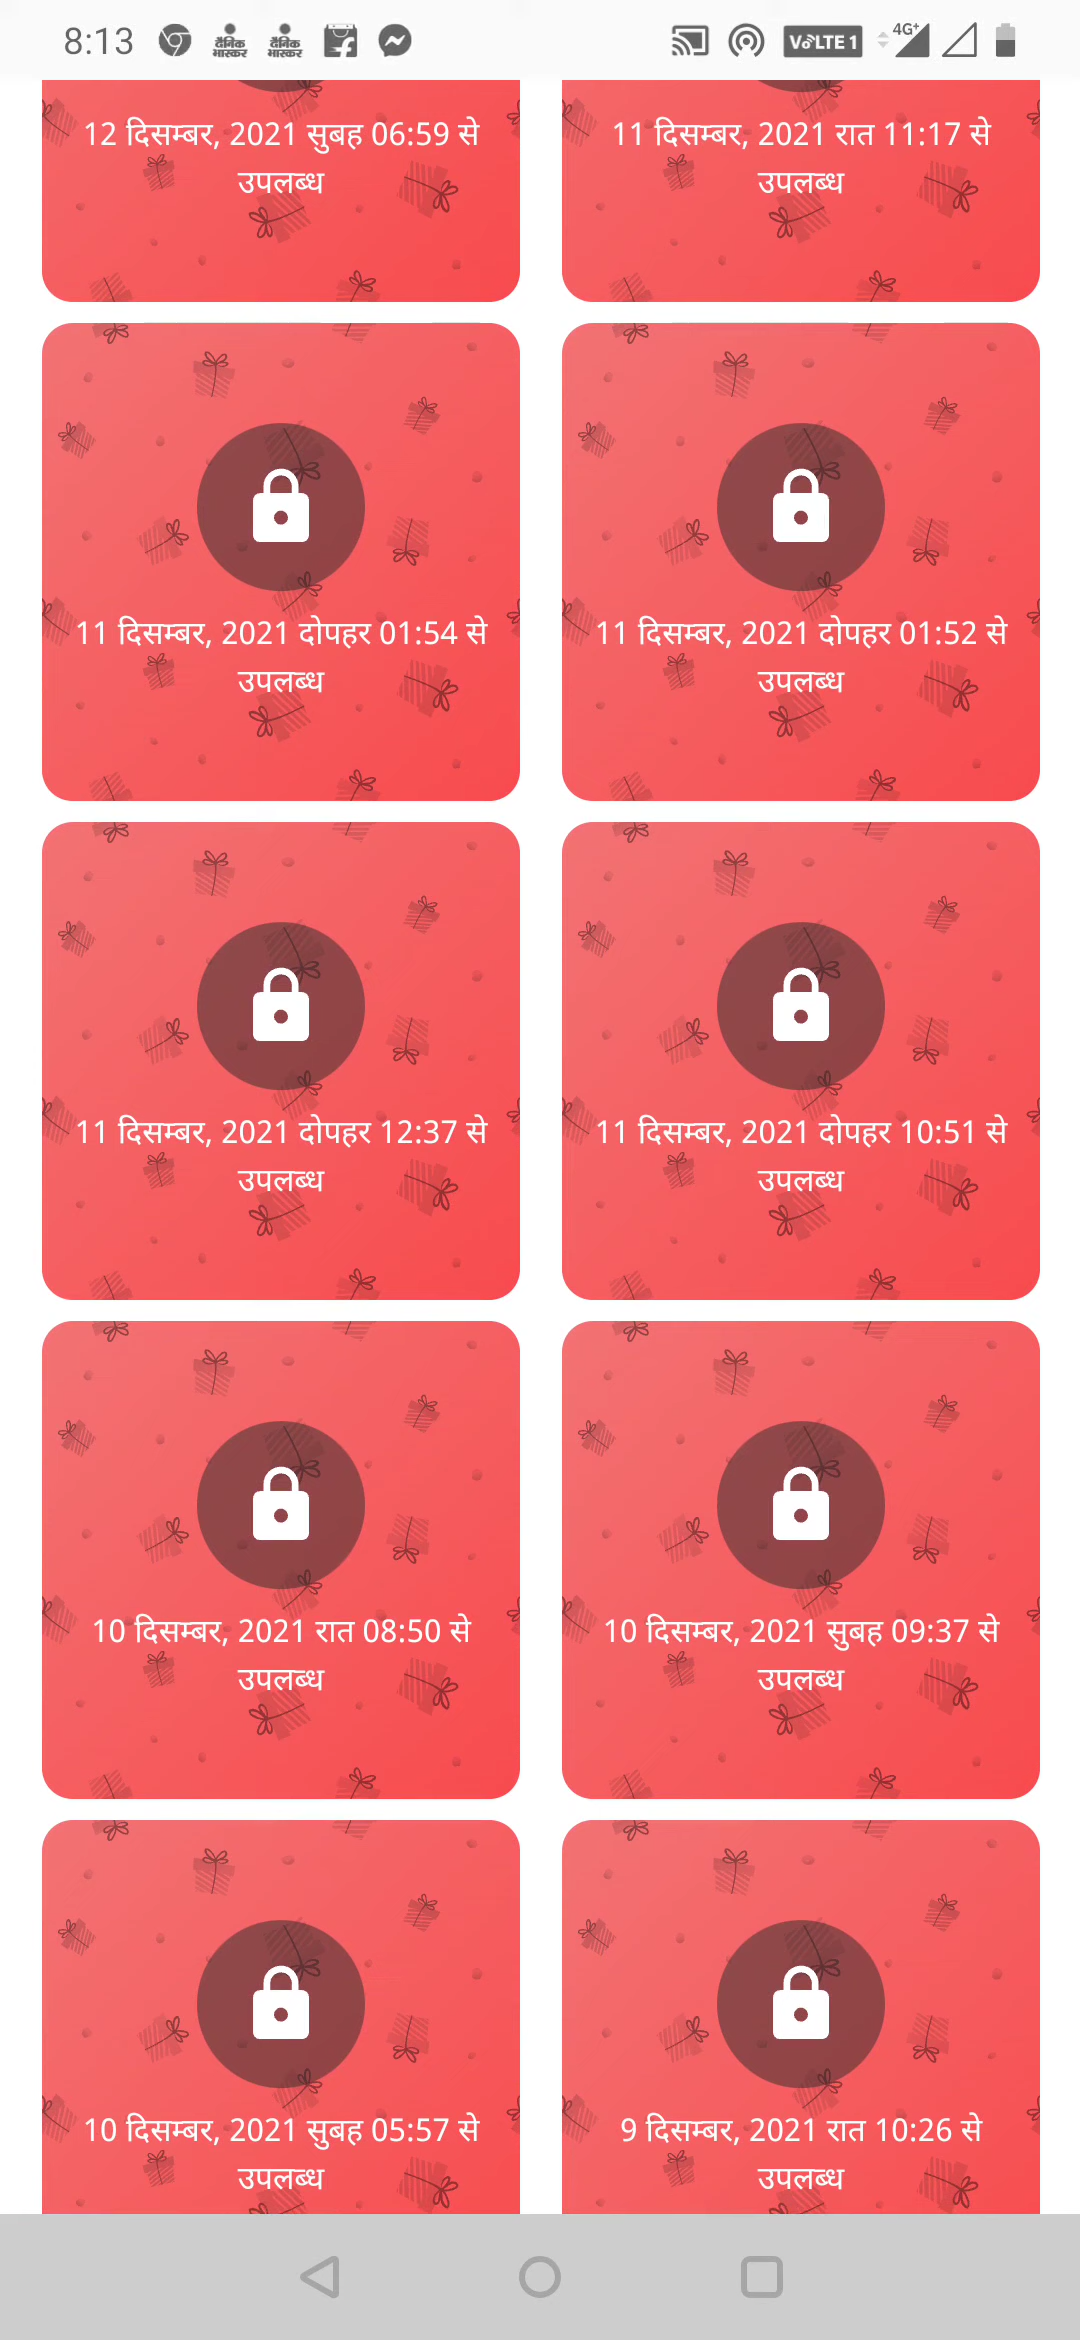 8:13 दैनिक भास्कर दैनिक भास्कर VoLTE 1 4G+
12 दिसम्बर, 2021 सुबह 06:59 से
उपलब्ध
11 दिसम्बर, 2021 रात 11:17 से
उपलब्ध
11 दिसम्बर, 2021 दोपहर 01:54 से
उपलब्ध
11 दिसम्बर, 2021 दोपहर 01:52 से
उपलब्ध
11 दिसम्बर, 2021 दोपहर 12:37 से
उपलब्ध
11 दिसम्बर, 2021 दोपहर 10:51 से
उपलब्ध
10 दिसम्बर, 2021 रात 08:50 से
उपलब्ध
10 दिसम्बर, 2021 सुबह 09:37 से
उपलब्ध
10 दिसम्बर, 2021 सुबह 05:57 से
उपलब्ध
9 दिसम्बर, 2021 रात 10:26 से
उपलब्ध